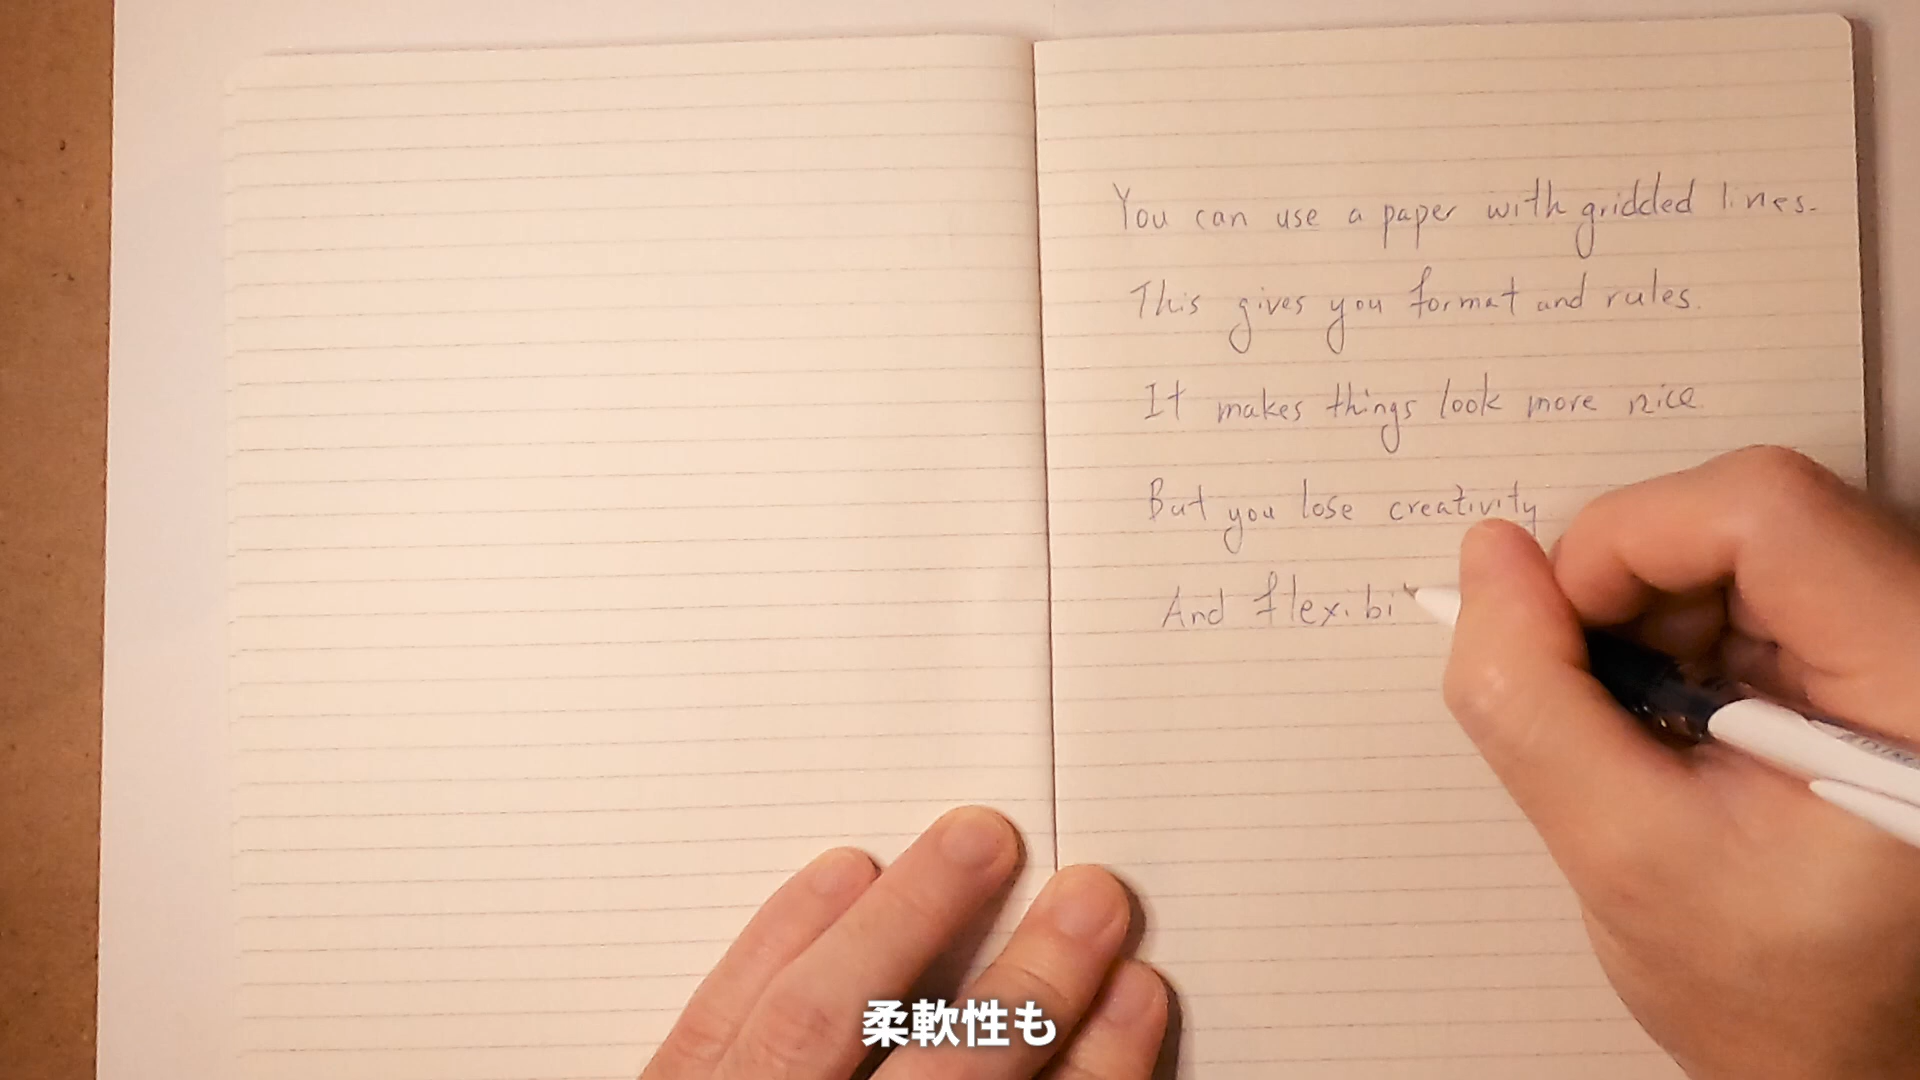 You can use a paper with gridded lines.
This gives you format and rules.
It makes things look more nice
But you lose creativity
And flexibi
柔軟性も